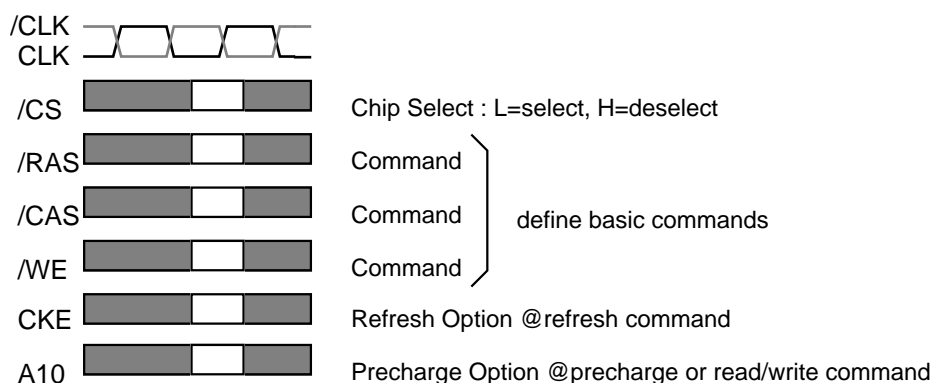 /CLK
CLK
/CS Chip Select : L=select, H=deselect
/RAS Command
/CAS Command define basic commands
/WE Command
CKE Refresh Option @refresh command
A10 Precharge Option @precharge or read/write command